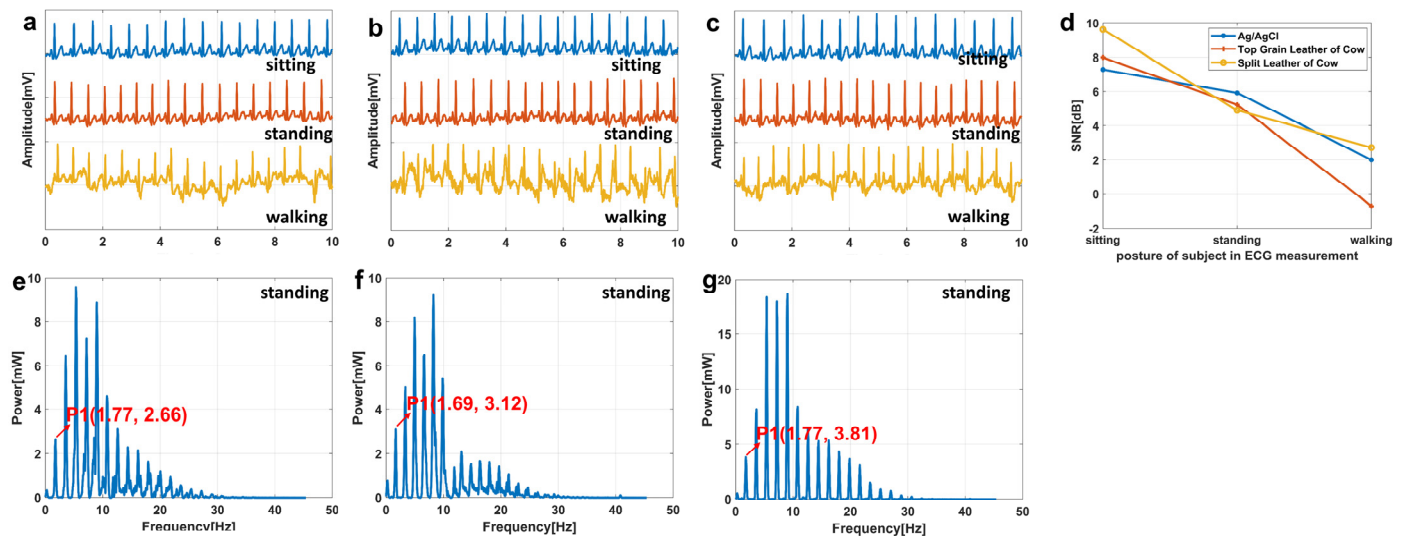 a
Amplitude[mV]
sitting
standing
walking
0 2 4 6 8 10
b
Amplitude[mV]
sitting
standing
walking
0 2 4 6 8 10
c
Amplitude[mV]
sitting
standing
walking
0 2 4 6 8 10
d
SNR[dB]
10
8
6
4
2
0
-2
Ag/AgCl
Top Grain Leather of Cow
Split Leather of Cow
sitting standing walking
posture of subject in ECG measurement
e
standing
Power[mW]
10
8
6
4
2
0
P1(1.77, 2.66)
0 10 20 30 40 50
Frequency[Hz]
f
standing
Power[mW]
10
8
6
4
2
0
P1(1.69, 3.12)
0 10 20 30 40 50
Frequency[Hz]
g
standing
Power[mW]
20
15
10
5
0
P1(1.77, 3.81)
0 10 20 30 40 50
Frequency[Hz]